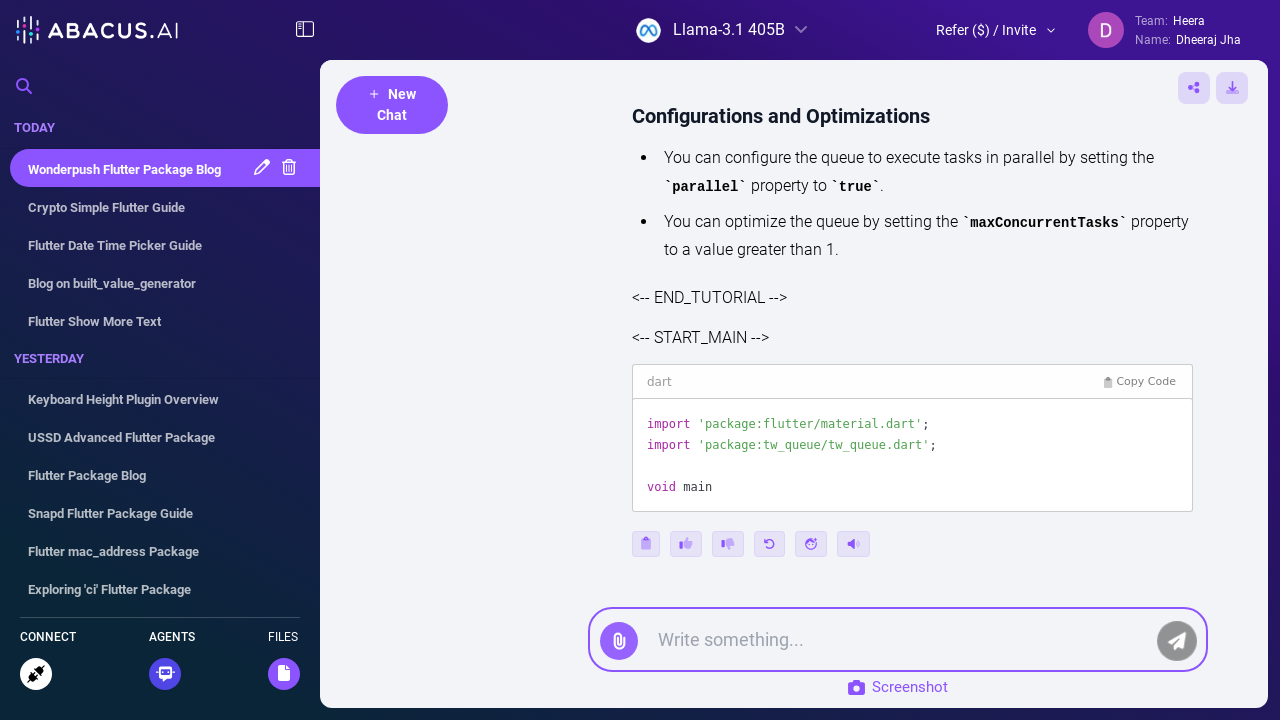 ABACUS.AI
Llama-3.1 405B
Refer ($) / Invite
D
Team: Heera
Name: Dheeraj Jha
TODAY
Wonderpush Flutter Package Blog
Crypto Simple Flutter Guide
Flutter Date Time Picker Guide
Blog on built_value_generator
Flutter Show More Text
YESTERDAY
Keyboard Height Plugin Overview
USSD Advanced Flutter Package
Flutter Package Blog
Snapd Flutter Package Guide
Flutter mac_address Package
Exploring 'ci' Flutter Package
CONNECT
AGENTS
FILES
+ New
Chat
Configurations and Optimizations
• You can configure the queue to execute tasks in parallel by setting the
`parallel` property to `true`.
• You can optimize the queue by setting the `maxConcurrentTasks` property
to a value greater than 1.
<-- END_TUTORIAL -->
<-- START_MAIN -->
dart
Copy Code
import 'package:flutter/material.dart';
import 'package:tw_queue/tw_queue.dart';
void main
Write something...
Screenshot